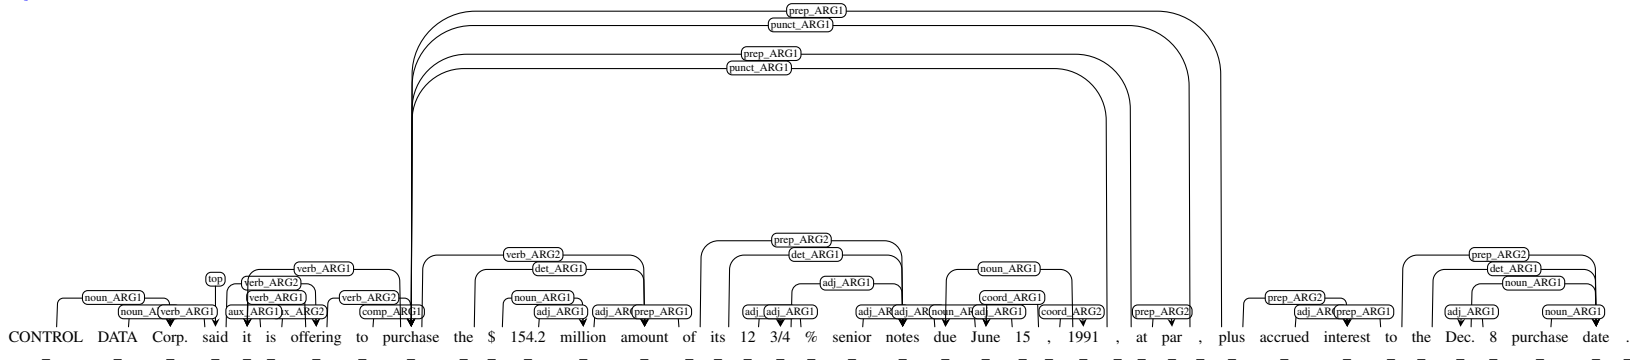 prep_ARG1
punct_ARG1
prep_ARG1
punct_ARG1
prep_ARG2
verb_ARG2 det_ARG1
verb_ARG1 det_ARG1 noun_ARG1 prep_ARG2
top verb_ARG2 adj_ARG1 det_ARG1
noun_ARG1 verb_ARG1 verb_ARG2 noun_ARG1 coord_ARG1 prep_ARG2 noun_ARG1
verb_ARG1 aux_ARG1 comp_ARG1 adj_ARG1 prep_ARG1 adj_ARG1 coord_ARG2 prep_ARG2 prep_ARG1 adj_ARG1 noun_ARG1
CONTROL DATA Corp. said it is offering to purchase the $ 154.2 million amount of its 12 3/4 % senior notes due June 15 , 1991 , at par , plus accrued interest to the Dec. 8 purchase date .